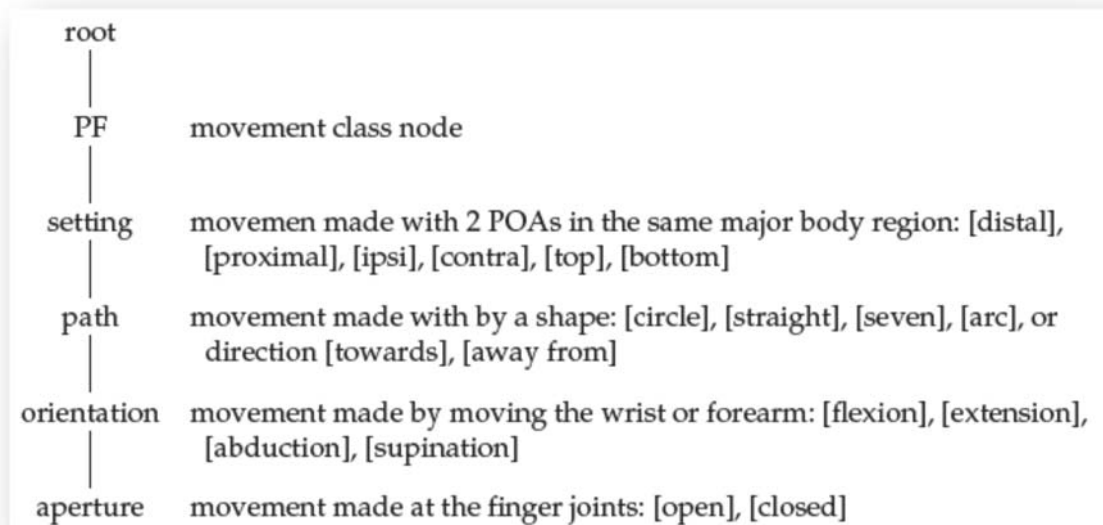 root
PF movement class node
setting movemen made with 2 POAs in the same major body region: [distal],
[proximal], [ipsi], [contra], [top], [bottom]
path movement made with by a shape: [circle], [straight], [seven], [arc], or
direction [towards], [away from]
orientation movement made by moving the wrist or forearm: [flexion], [extension],
[abduction], [supination]
aperture movement made at the finger joints: [open], [closed]